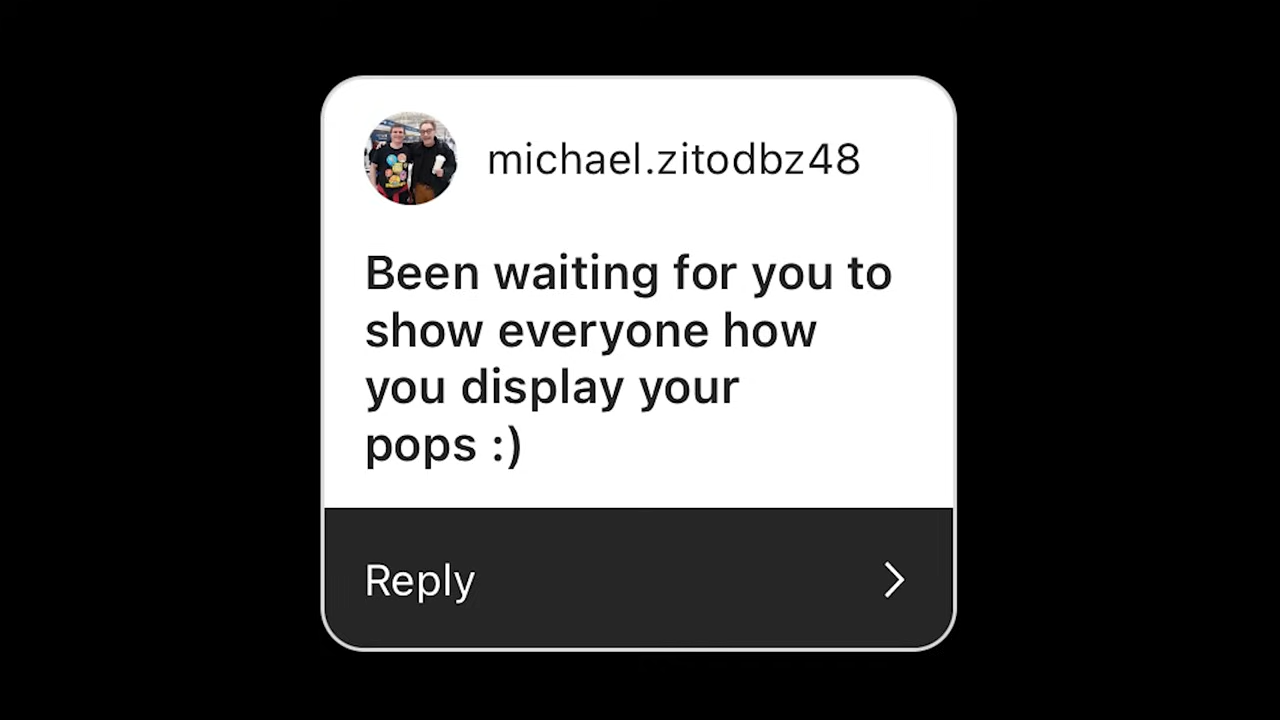 michael.zitodbz48
Been waiting for you to
show everyone how
you display your
pops :)
Reply